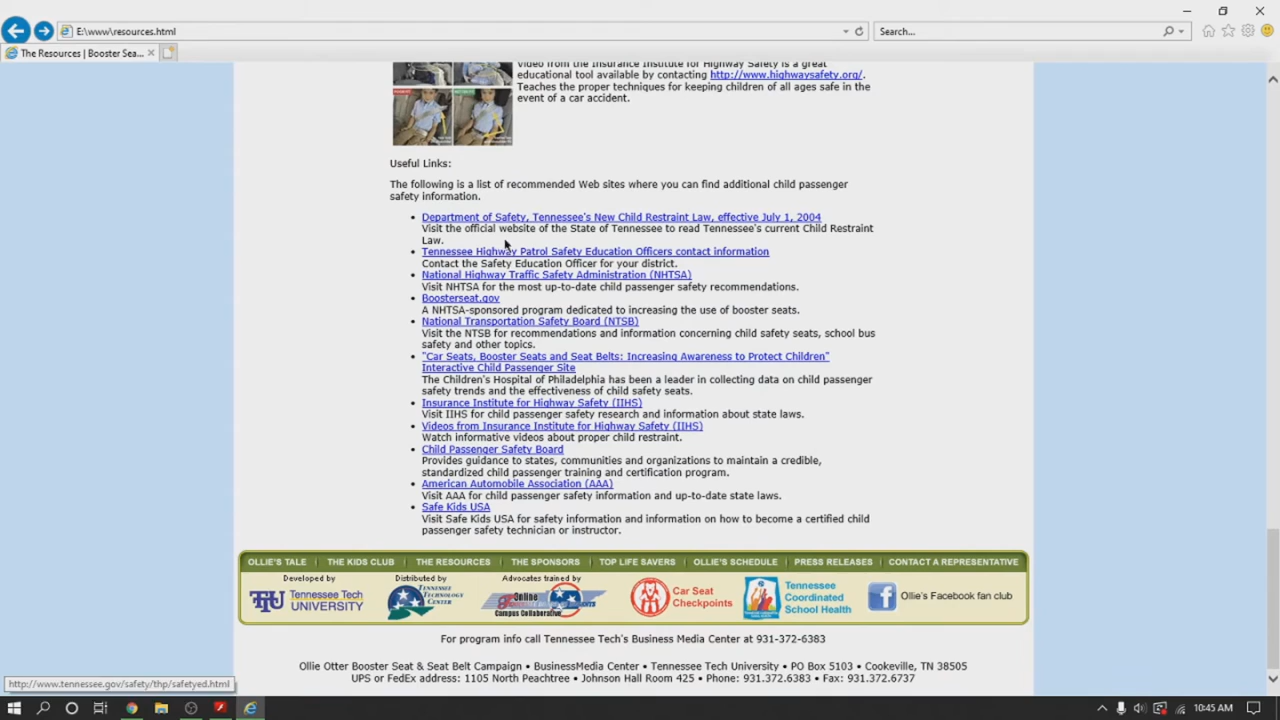 E:\www\resources.html
Search...
The Resources | Booster Sea...
video from the Insurance Institute for Highway Safety is a great
educational tool available by contacting http://www.highwaysafety.org/.
Teaches the proper techniques for keeping children of all ages safe in the
event of a car accident.
Useful Links:
The following is a list of recommended Web sites where you can find additional child passenger
safety information.
• Department of Safety, Tennessee's New Child Restraint Law, effective July 1, 2004
Visit the official website of the State of Tennessee to read Tennessee's current Child Restraint
Law.
• Tennessee Highway Patrol Safety Education Officers contact information
Contact the Safety Education Officer for your district.
• National Highway Traffic Safety Administration (NHTSA)
Visit NHTSA for the most up-to-date child passenger safety recommendations.
• Boosterseat.gov
A NHTSA-sponsored program dedicated to increasing the use of booster seats.
• National Transportation Safety Board (NTSB)
Visit the NTSB for recommendations and information concerning child safety seats, school bus
safety and other topics.
• "Car Seats, Booster Seats and Seat Belts: Increasing Awareness to Protect Children"
Interactive Child Passenger Site
The Children's Hospital of Philadelphia has been a leader in collecting data on child passenger
safety trends and the effectiveness of child safety seats.
• Insurance Institute for Highway Safety (IIHS)
Visit IIHS for child passenger safety research and information about state laws.
• Videos from Insurance Institute for Highway Safety (IIHS)
Watch informative videos about proper child restraint.
• Child Passenger Safety Board
Provides guidance to states, communities and organizations to maintain a credible,
standardized child passenger training and certification program.
• American Automobile Association (AAA)
Visit AAA for child passenger safety information and up-to-date state laws.
• Safe Kids USA
Visit Safe Kids USA for safety information and information on how to become a certified child
passenger safety technician or instructor.
OLLIE'S TALE | THE KIDS CLUB | THE RESOURCES | THE SPONSORS | TOP LIFE SAVERS | OLLIE'S SCHEDULE | PRESS RELEASES | CONTACT A REPRESENTATIVE
Developed by
Tennessee Tech
UNIVERSITY
Distributed by
TENNESSEE
TECHNOLOGY
CENTER
Advocates trained by
Online
Campus Collaborative
Car Seat
Checkpoints
Tennessee
Coordinated
School Health
Ollie's Facebook fan club
For program info call Tennessee Tech's Business Media Center at 931-372-6383
Ollie Otter Booster Seat & Seat Belt Campaign • BusinessMedia Center • Tennessee Tech University • PO Box 5103 • Cookeville, TN 38505
UPS or FedEx address: 1105 North Peachtree • Johnson Hall Room 425 • Phone: 931.372.6383 • Fax: 931.372.6737
http://www.tennessee.gov/safety/thp/safetyed.html
10:45 AM